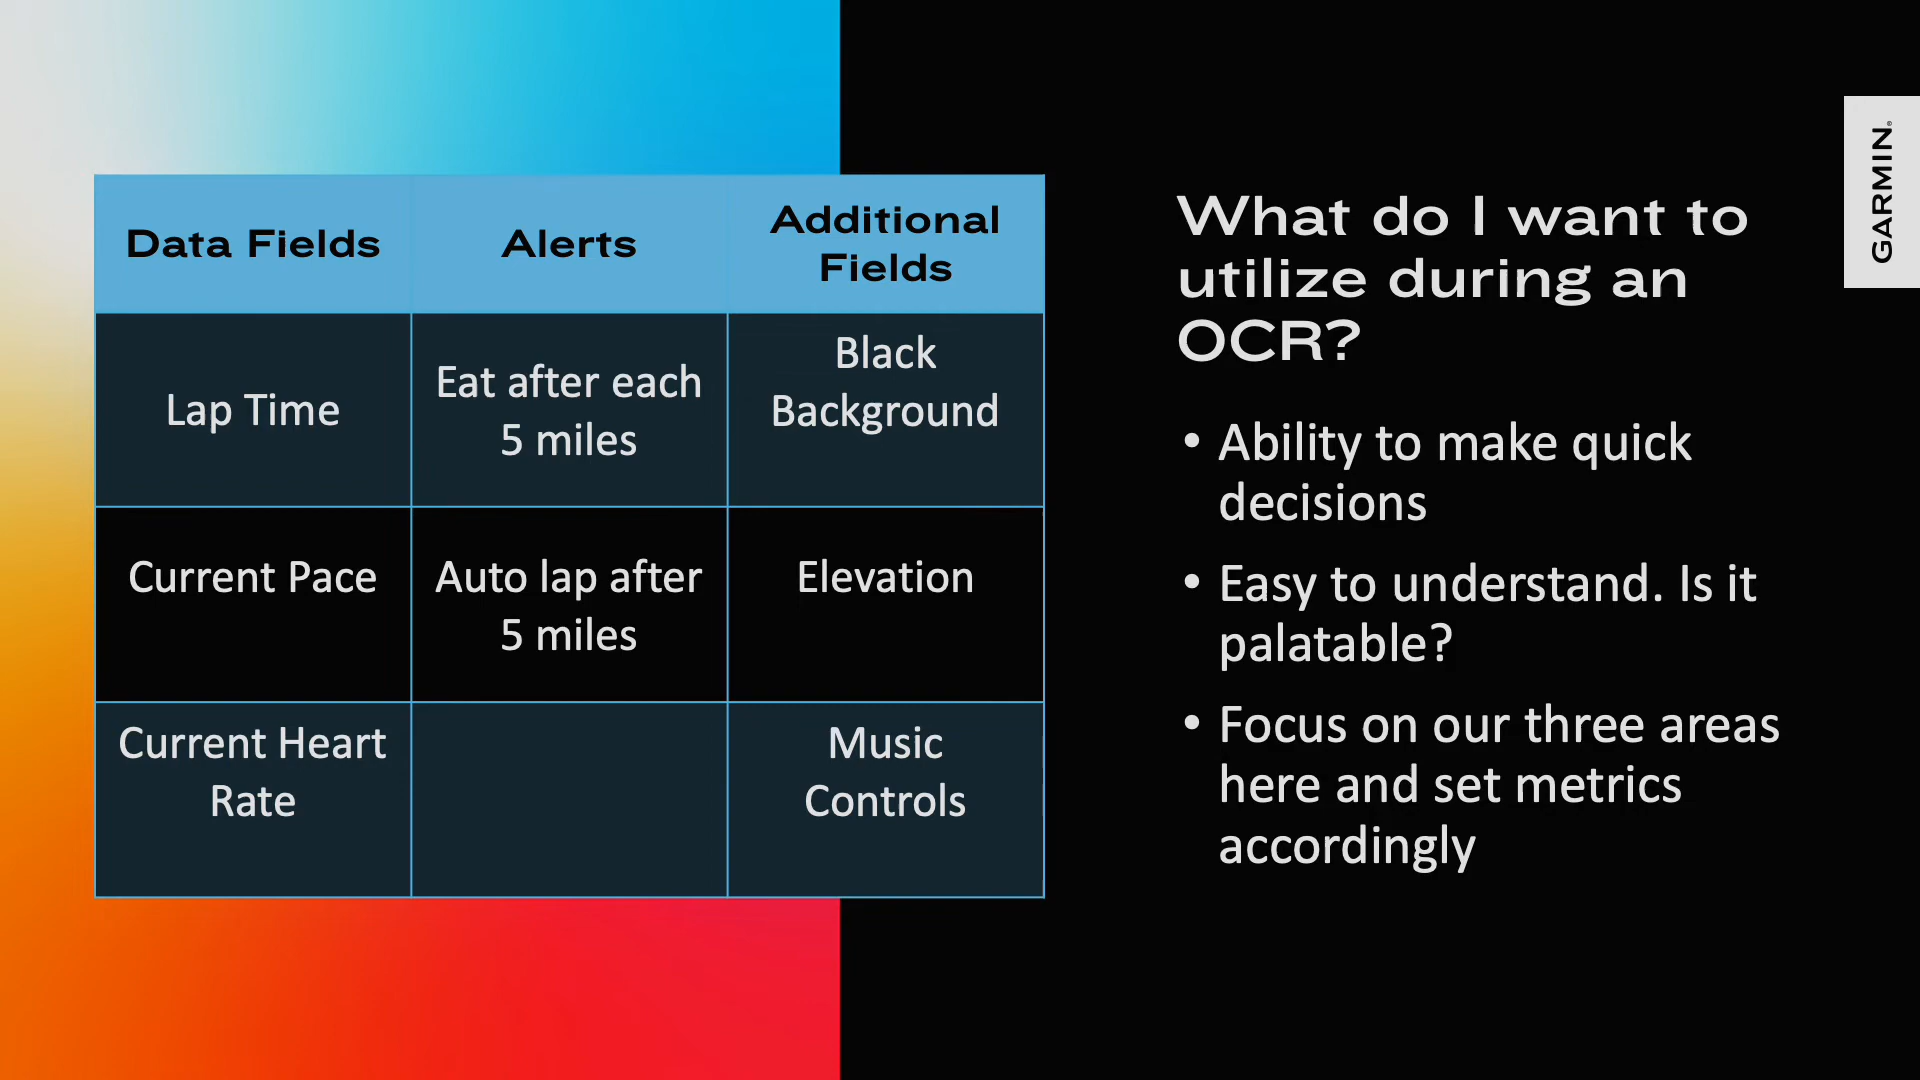 Data Fields
Alerts
Additional
Fields
Lap Time
Eat after each
5 miles
Black
Background
Current Pace
Auto lap after
5 miles
Elevation
Current Heart
Rate
Music
Controls
What do I want to
utilize during an
OCR?
• Ability to make quick
decisions
• Easy to understand. Is it
palatable?
• Focus on our three areas
here and set metrics
accordingly
GARMIN®